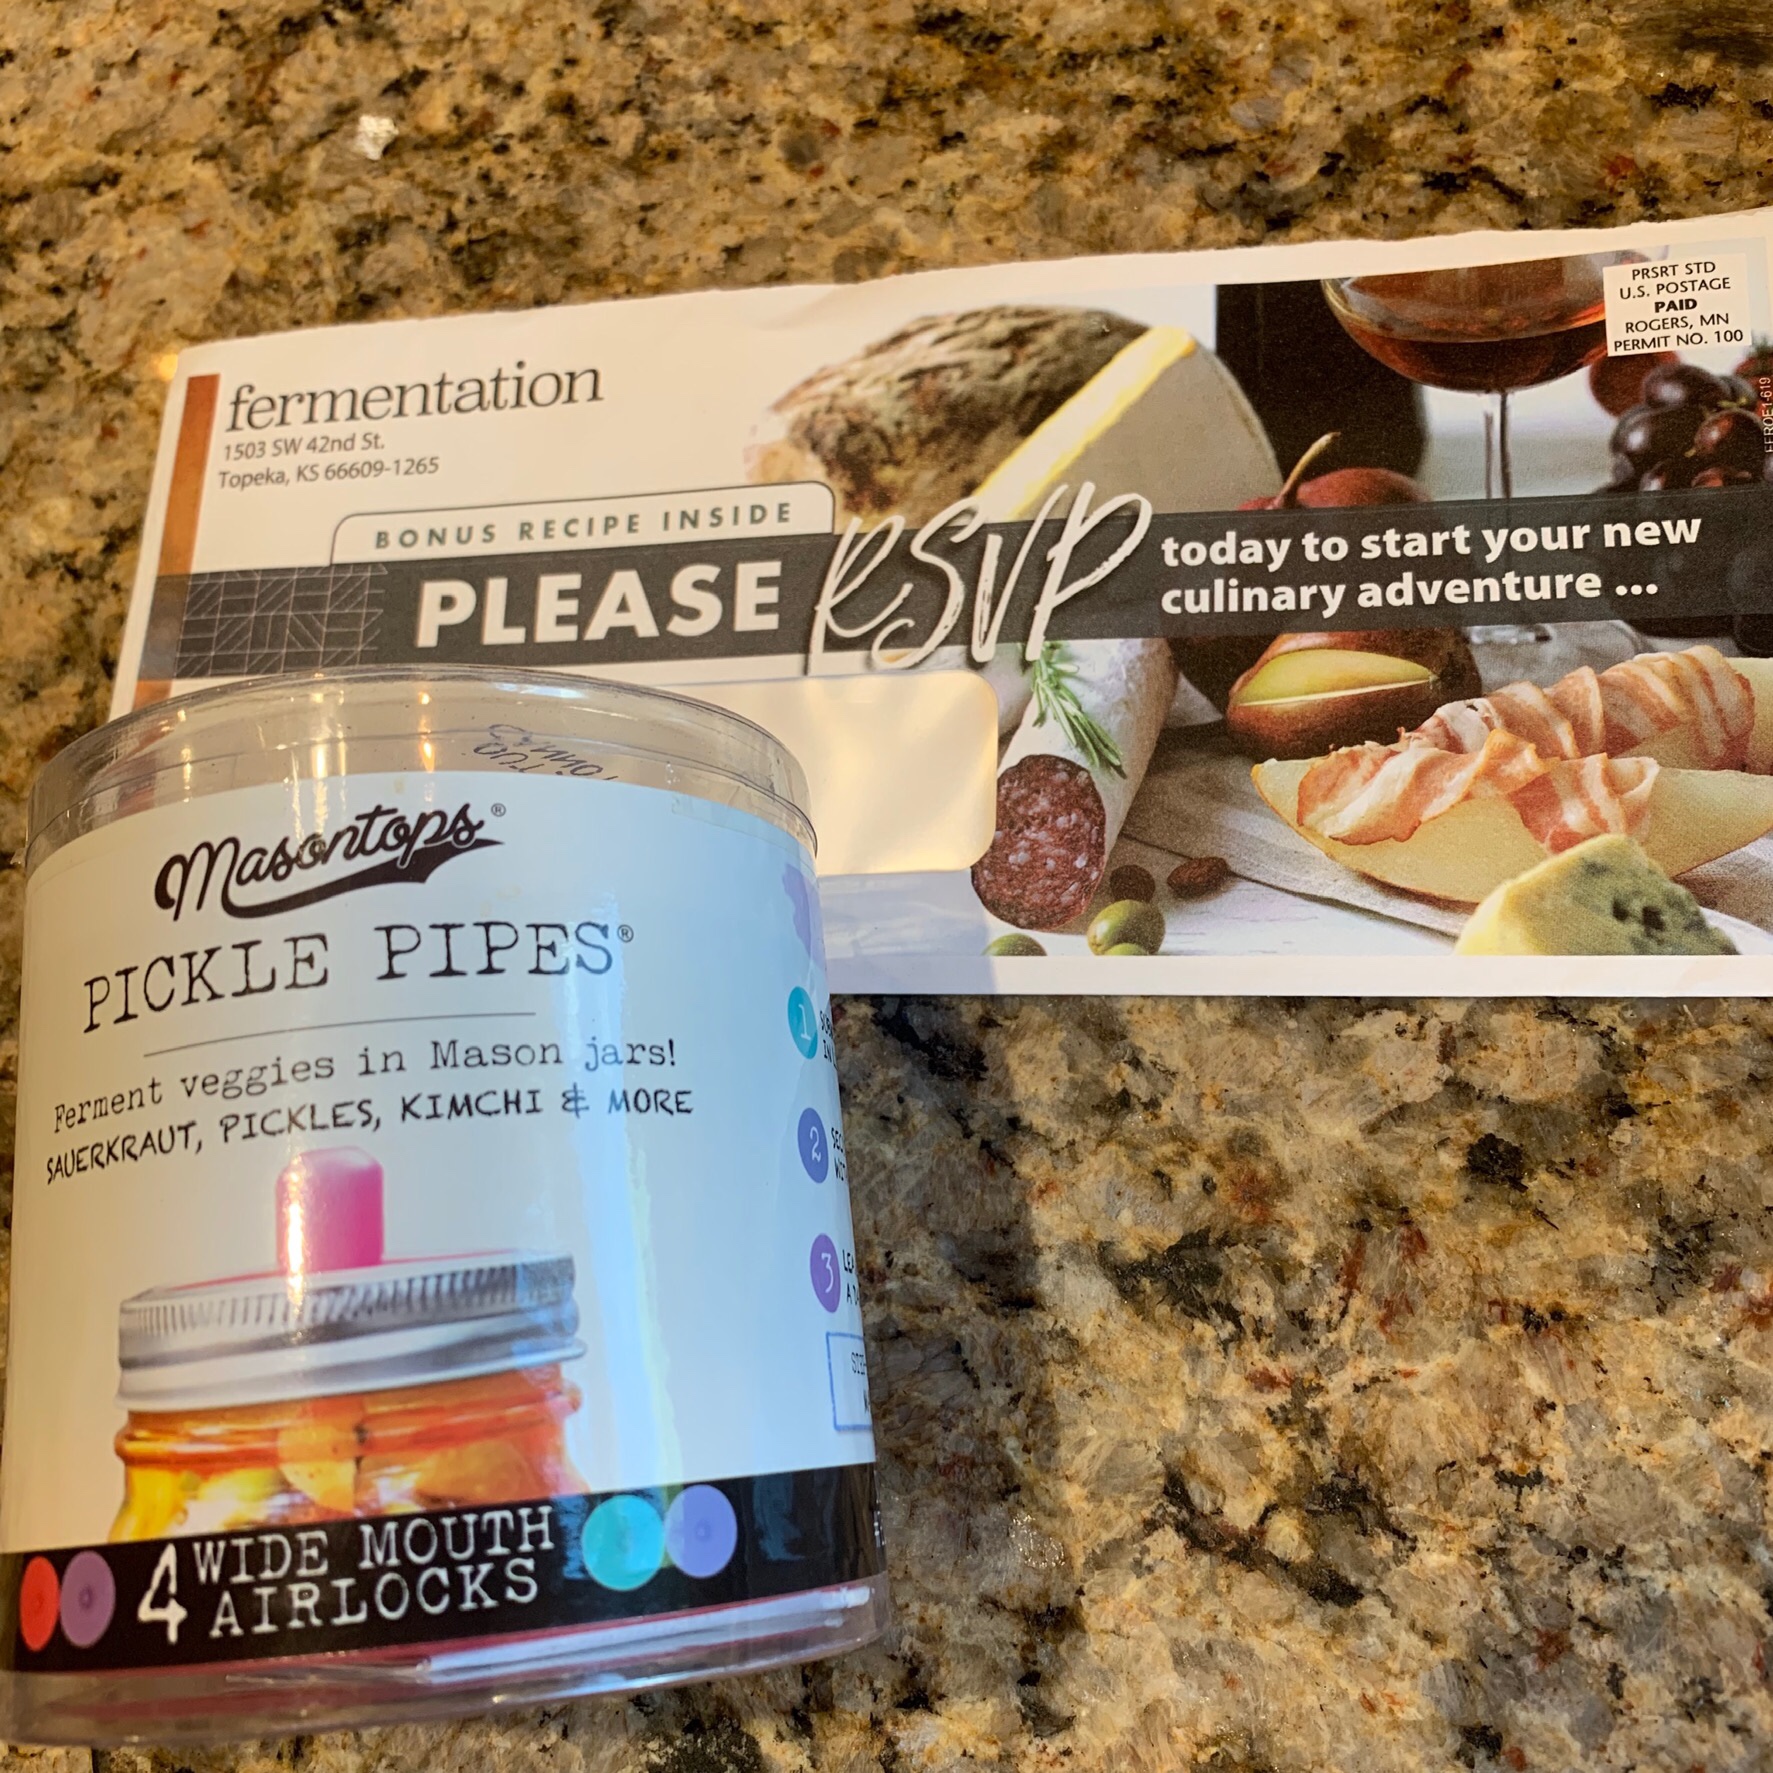 fermentation
1503 SW 42nd St.
Topeka, KS 66609-1265
PRSRT STD
U.S. POSTAGE
PAID
ROGERS, MN
PERMIT NO. 100
BONUS RECIPE INSIDE
PLEASE RSVP today to start your new
culinary adventure ...
Masontops®
PICKLE PIPES®
Ferment veggies in Mason jars!
SAUERKRAUT, PICKLES, KIMCHI & MORE
1
2
3
4 WIDE MOUTH
AIRLOCKS